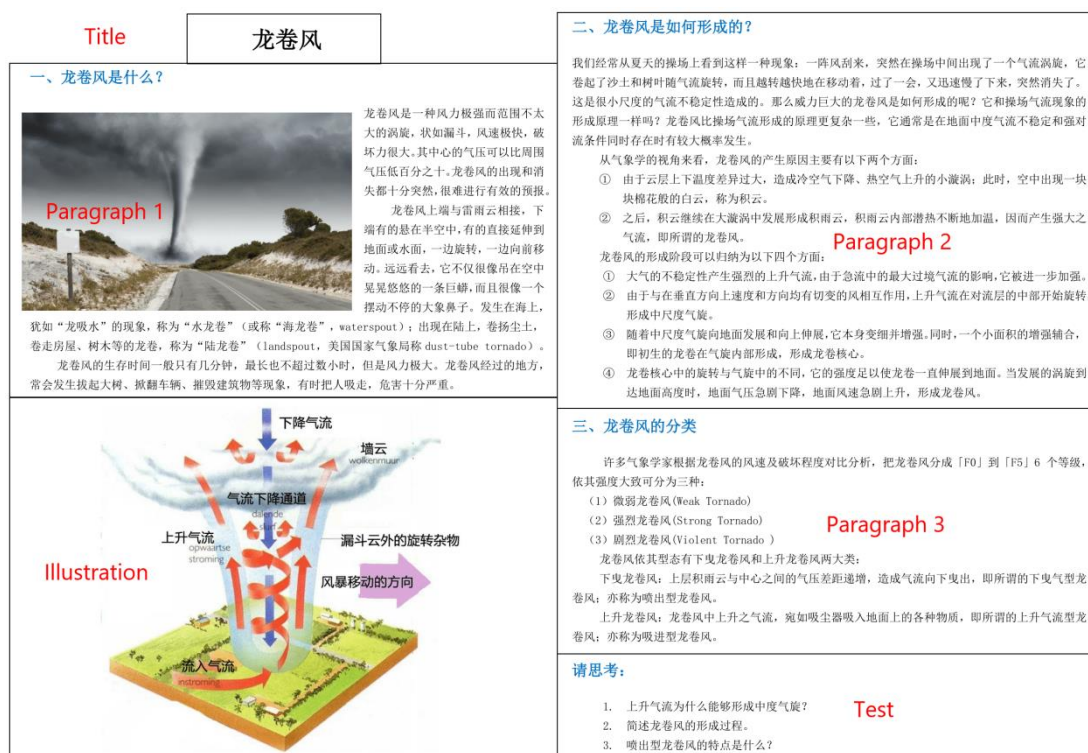 Title
龙卷风
一、龙卷风是什么？
龙卷风是一种风力极强而范围不太
大的涡旋，状如漏斗，风速极快，破
坏力很大。其中心的气压可以比周围
气压低百分之十。龙卷风的出现和消
失都十分突然，很难进行有效的预报。
龙卷风上端与雷雨云相接，下
端有的悬在半空中，有的直接延伸到
地面或水面，一边旋转，一边向前移
动。远远看去，它不仅很像吊在空中
晃晃悠悠的一条巨蟒，而且很像一个
摆动不停的大象鼻子。发生在海上，
犹如“龙吸水”的现象，称为“水龙卷”（或称“海龙卷”，waterspout）；出现在陆上，卷扬尘土，
卷走房屋、树木等的龙卷，称为“陆龙卷”（landspout，美国国家气象局称 dust-tube tornado）。
龙卷风的生存时间一般只有几分钟，最长也不超过数小时，但是风力极大。龙卷风经过的地方，
常会发生拔起大树、掀翻车辆、摧毁建筑物等现象，有时把人吸走，危害十分严重。
Paragraph 1
下降气流
墙云
wolkenmuur
气流下降通道
dalende
上升气流
opwaartse
stroming
漏斗云外的旋转杂物
风暴移动的方向
流入气流
instroming
Illustration
二、龙卷风是如何形成的？
我们经常从夏天的操场上看到这样一种现象：一阵风刮来，突然在操场中间出现了一个气流涡旋，它
卷起了沙土和树叶随气流旋转，而且越转越快地在移动着，过了一会，又迅速慢了下来，突然消失了。
这是很小尺度的气流不稳定性造成的。那么威力巨大的龙卷风是如何形成的呢？它和操场气流现象的
形成原理一样吗？龙卷风比操场气流形成的原理更复杂一些，它通常是在地面中度气流不稳定和强对
流条件同时存在时有较大概率发生。
从气象学的视角来看，龙卷风的产生原因主要有以下两个方面：
① 由于云层上下温度差异过大，造成冷空气下降、热空气上升的小漩涡；此时，空中出现一块
块棉花般的白云，称为积云。
② 之后，积云继续在大漩涡中发展形成积雨云，积雨云内部潜热不断地加温，因而产生强大之
气流，即所谓的龙卷风。
Paragraph 2
龙卷风的形成阶段可以归纳为以下四个方面：
① 大气的不稳定性产生强烈的上升气流，由于急流中的最大过境气流的影响，它被进一步加强。
② 由于与在垂直方向上速度和方向均有切变的风相互作用，上升气流在对流层的中部开始旋转
形成中尺度气旋。
③ 随着中尺度气旋向地面发展和向上伸展，它本身变细并增强。同时，一个小面积的增强辅合，
即初生的龙卷在气旋内部形成，形成龙卷核心。
④ 龙卷核心中的旋转与气旋中的不同，它的强度足以使龙卷一直伸展到地面。当发展的涡旋到
达地面高度时，地面气压急剧下降，地面风速急剧上升，形成龙卷风。
三、龙卷风的分类
许多气象学家根据龙卷风的风速及破坏程度对比分析，把龙卷风分成「F0」到「F5」6 个等级，
依其强度大致可分为三种：
（1）微弱龙卷风(Weak Tornado)
（2）强烈龙卷风(Strong Tornado)
（3）剧烈龙卷风(Violent Tornado )
Paragraph 3
龙卷风依其型态有下曳龙卷风和上升龙卷风两大类：
下曳龙卷风；上层积雨云与中心之间的气压差距递增，造成气流向下曳出，即所谓的下曳气型龙
卷风；亦称为喷出型龙卷风。
上升龙卷风；龙卷风中上升之气流，宛如吸尘器吸入地面上的各种物质，即所谓的上升气流型龙
卷风；亦称为吸进型龙卷风。
请思考：
1. 上升气流为什么能够形成中度气旋？
2. 简述龙卷风的形成过程。
3. 喷出型龙卷风的特点是什么？
Test